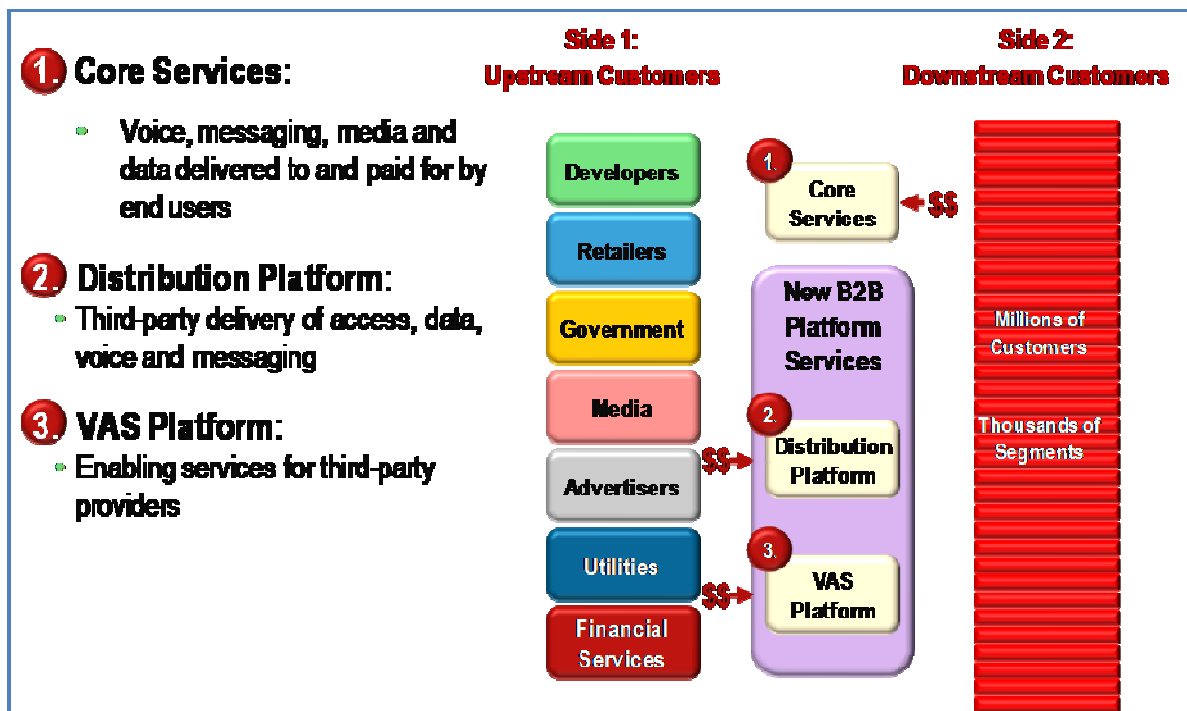 1. Core Services:
• Voice, messaging, media and
data delivered to and paid for by
end users
2. Distribution Platform:
• Third-party delivery of access, data,
voice and messaging
3. VAS Platform:
• Enabling services for third-party
providers
Side 1:
Upstream Customers
Developers
Retailers
Government
Media
Advertisers
Utilities
Financial
Services
$$
$$
1.
Core
Services
$$
New B2B
Platform
Services
2.
Distribution
Platform
3.
VAS
Platform
Side 2:
Downstream Customers
Millions of
Customers
Thousands of
Segments